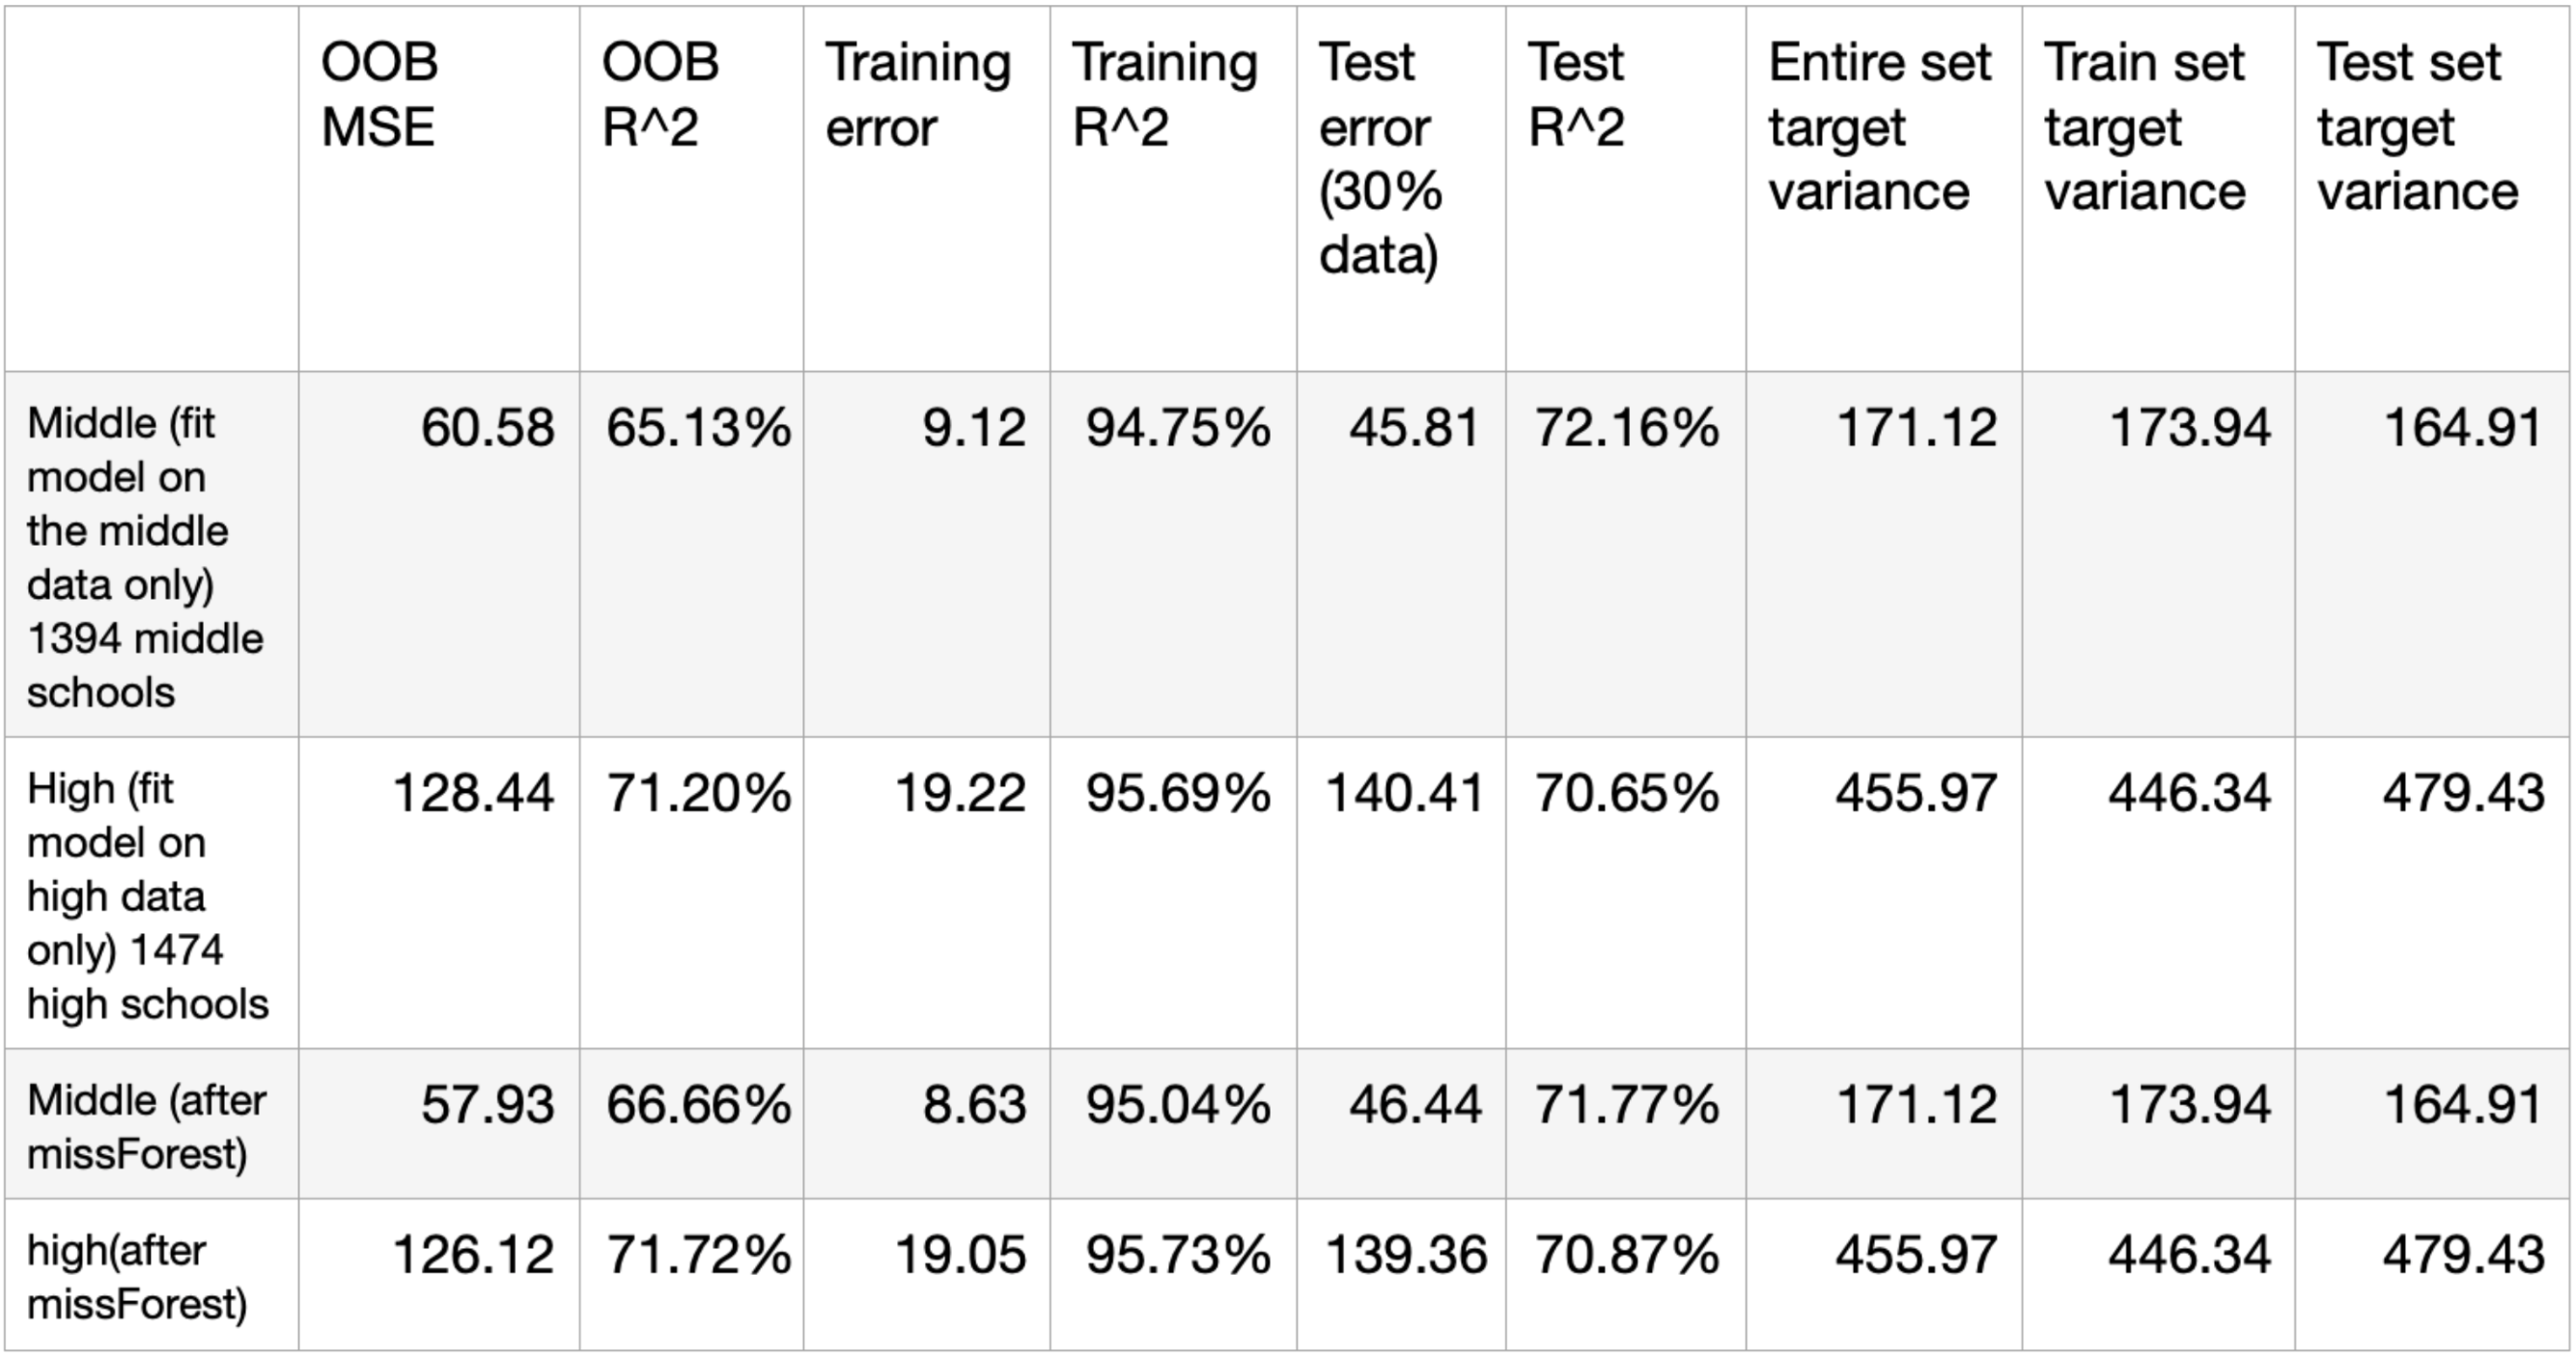 OOB MSE
OOB R^2
Training error
Training R^2
Test error (30% data)
Test R^2
Entire set target variance
Train set target variance
Test set target variance
Middle (fit model on the middle data only) 1394 middle schools
60.58
65.13%
9.12
94.75%
45.81
72.16%
171.12
173.94
164.91
High (fit model on high data only) 1474 high schools
128.44
71.20%
19.22
95.69%
140.41
70.65%
455.97
446.34
479.43
Middle (after missForest)
57.93
66.66%
8.63
95.04%
46.44
71.77%
171.12
173.94
164.91
high(after missForest)
126.12
71.72%
19.05
95.73%
139.36
70.87%
455.97
446.34
479.43